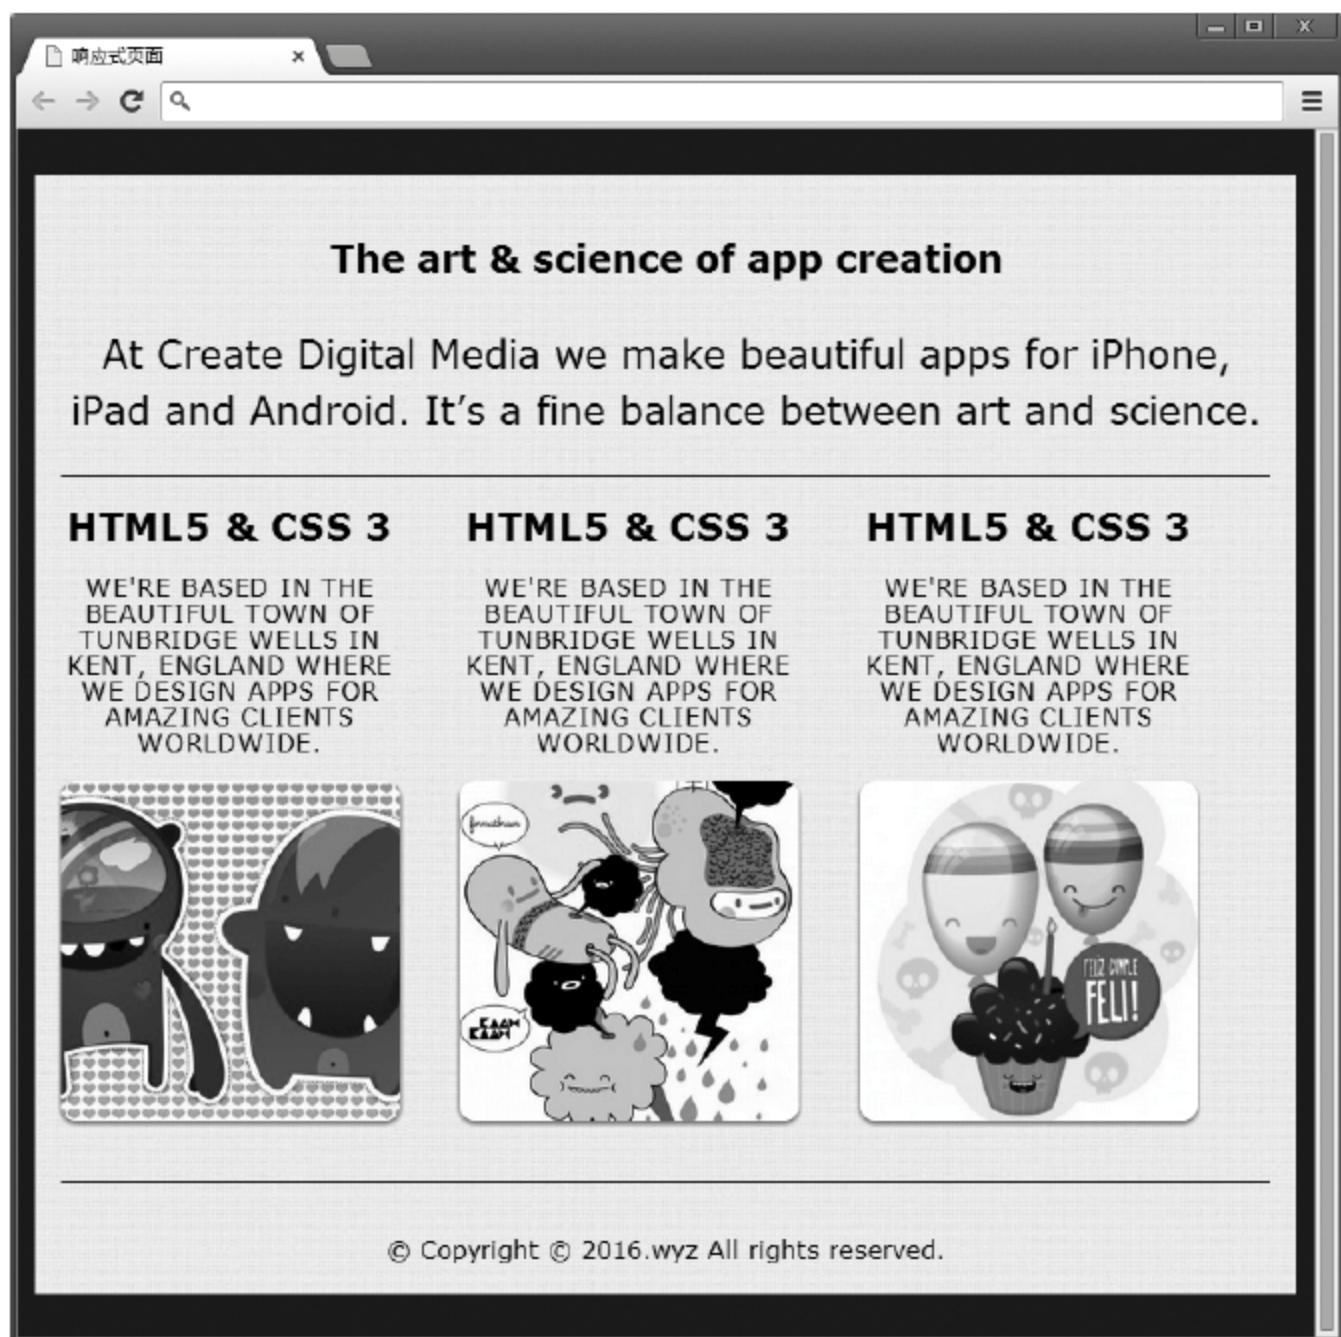 响应式页面
The art & science of app creation
At Create Digital Media we make beautiful apps for iPhone,
iPad and Android. It’s a fine balance between art and science.
HTML5 & CSS 3
WE'RE BASED IN THE
BEAUTIFUL TOWN OF
TUNBRIDGE WELLS IN
KENT, ENGLAND WHERE
WE DESIGN APPS FOR
AMAZING CLIENTS
WORLDWIDE.
HTML5 & CSS 3
WE'RE BASED IN THE
BEAUTIFUL TOWN OF
TUNBRIDGE WELLS IN
KENT, ENGLAND WHERE
WE DESIGN APPS FOR
AMAZING CLIENTS
WORLDWIDE.
HTML5 & CSS 3
WE'RE BASED IN THE
BEAUTIFUL TOWN OF
TUNBRIDGE WELLS IN
KENT, ENGLAND WHERE
WE DESIGN APPS FOR
AMAZING CLIENTS
WORLDWIDE.
KAAM
KAAM
FELIZ CUMPLE
FELI!
© Copyright © 2016.wyz All rights reserved.